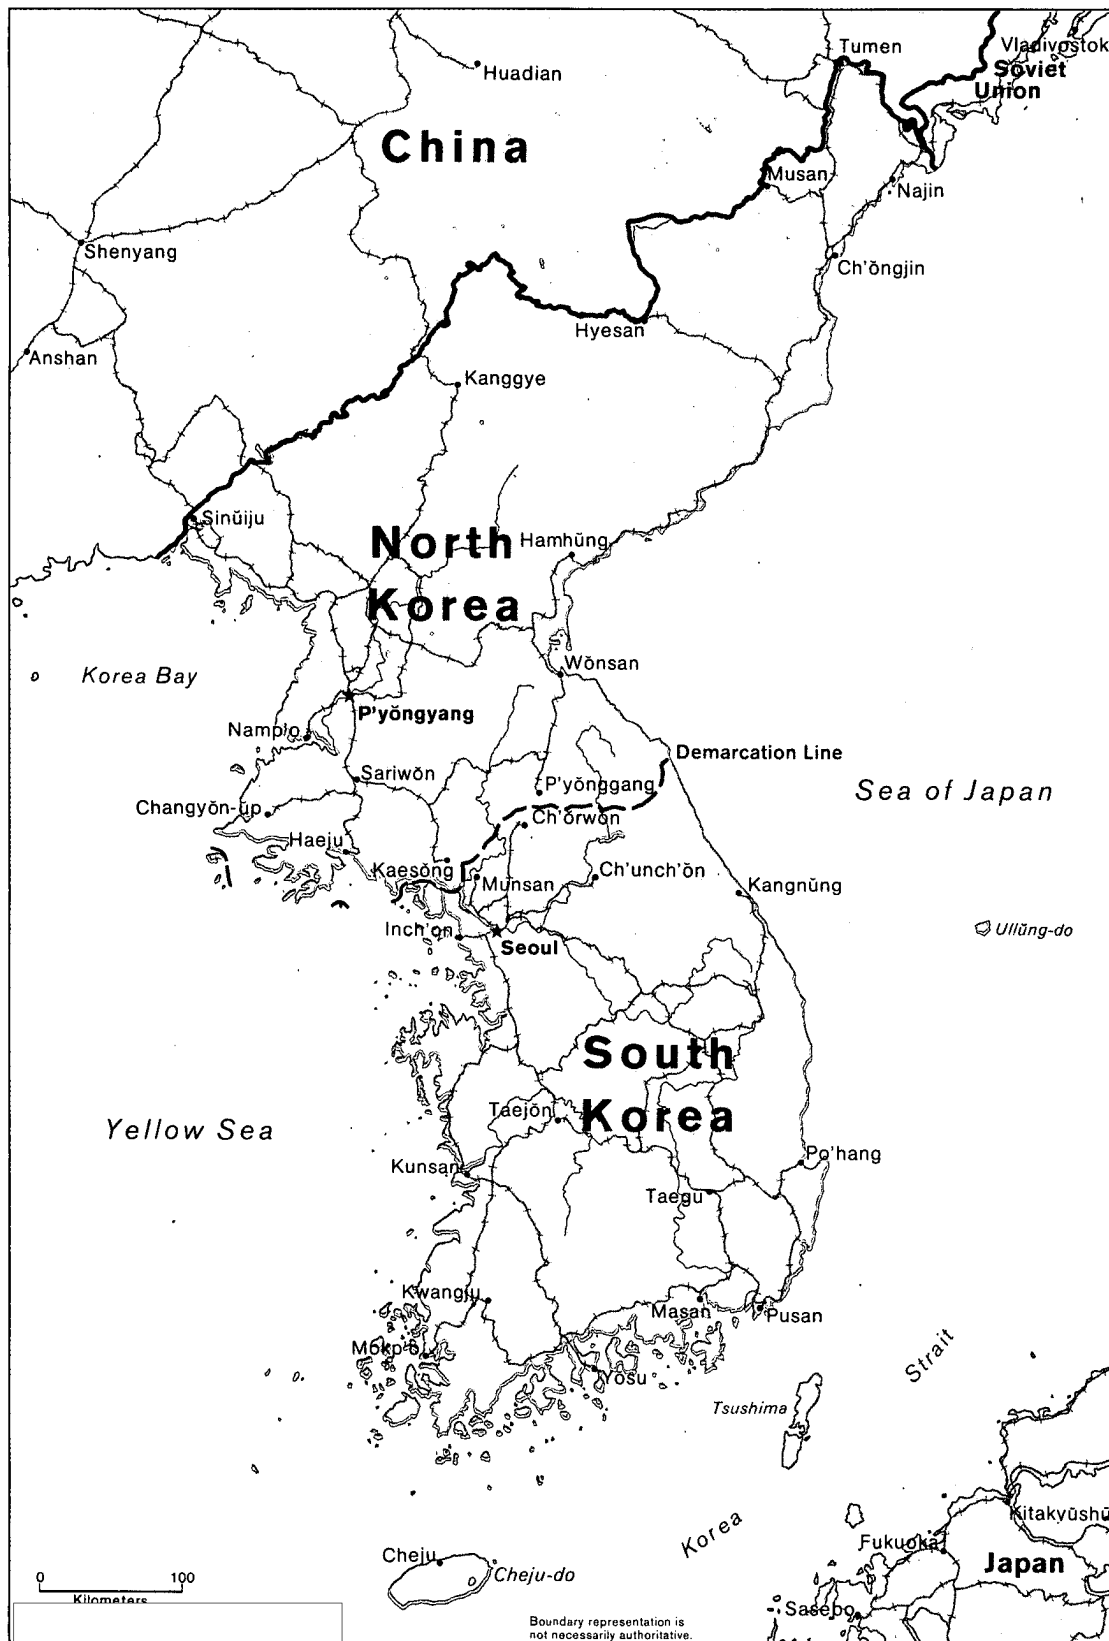 Tumen
Vladivostok
Soviet
Union
Huadian
China
Musan
Najin
Shenyang
Ch'ŏngjin
Hyesan
Anshan
Kanggye
Sinŭiju
North
Korea
Hamhŭng
Korea Bay
Wŏnsan
P'yŏngyang
Namp'o
Demarcation Line
Sariwŏn
P'yŏnggang
Sea of Japan
Changyŏn-ŭp
Ch'ŏrwŏn
Haeju
Kaesŏng
Munsan
Ch'unch'ŏn
Kangnŭng
Inch'ŏn
Seoul
Ullŭng-do
South
Korea
Taejŏn
Yellow Sea
Kunsan
Po'hang
Taegu
Kwangju
Masan
Pusan
Mokp'o
Yŏsu
Korea Strait
Tsushima
Kitakyūshū
Fukuoka
Japan
Cheju
Cheju-do
Sasebo
0 100
Kilometers
Boundary representation is
not necessarily authoritative.